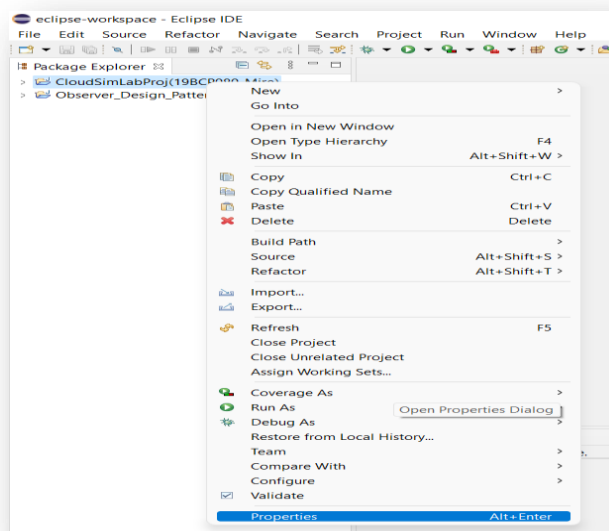 eclipse-workspace - Eclipse IDE
File Edit Source Refactor Navigate Search Project Run Window Help
Package Explorer
CloudSimLabProj(19BCP080_Misc)
Observer_Design_Patter
New
Go Into
Open in New Window
Open Type Hierarchy F4
Show In Alt+Shift+W >
Copy Ctrl+C
Copy Qualified Name
Paste Ctrl+V
Delete Delete
Build Path
Source Alt+Shift+S >
Refactor Alt+Shift+T >
Import...
Export...
Refresh F5
Close Project
Close Unrelated Project
Assign Working Sets...
Coverage As
Run As
Open Properties Dialog
Debug As
Restore from Local History...
Team
Compare With
Configure
Validate
Properties Alt+Enter